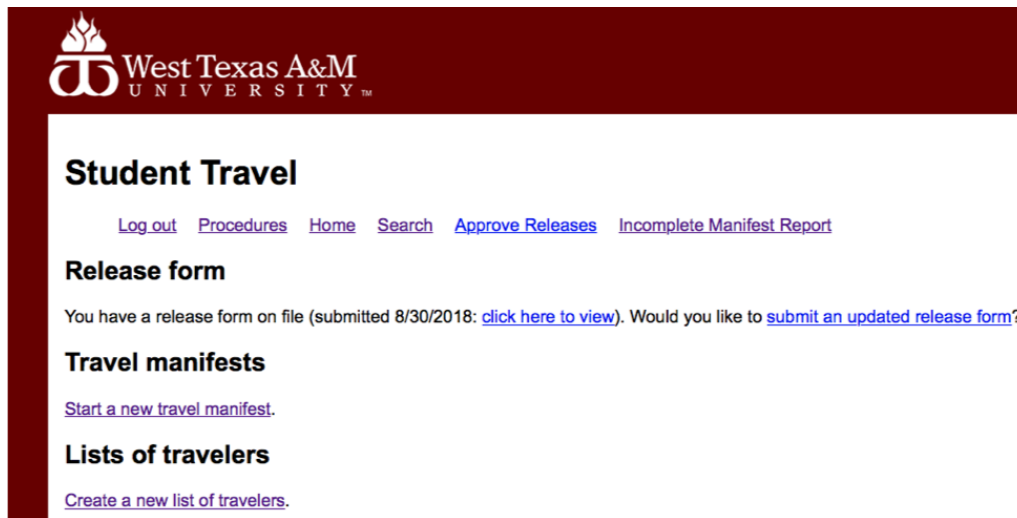 West Texas A&M
UNIVERSITY™
Student Travel
Log out Procedures Home Search Approve Releases Incomplete Manifest Report
Release form
You have a release form on file (submitted 8/30/2018: click here to view). Would you like to submit an updated release form?
Travel manifests
Start a new travel manifest.
Lists of travelers
Create a new list of travelers.